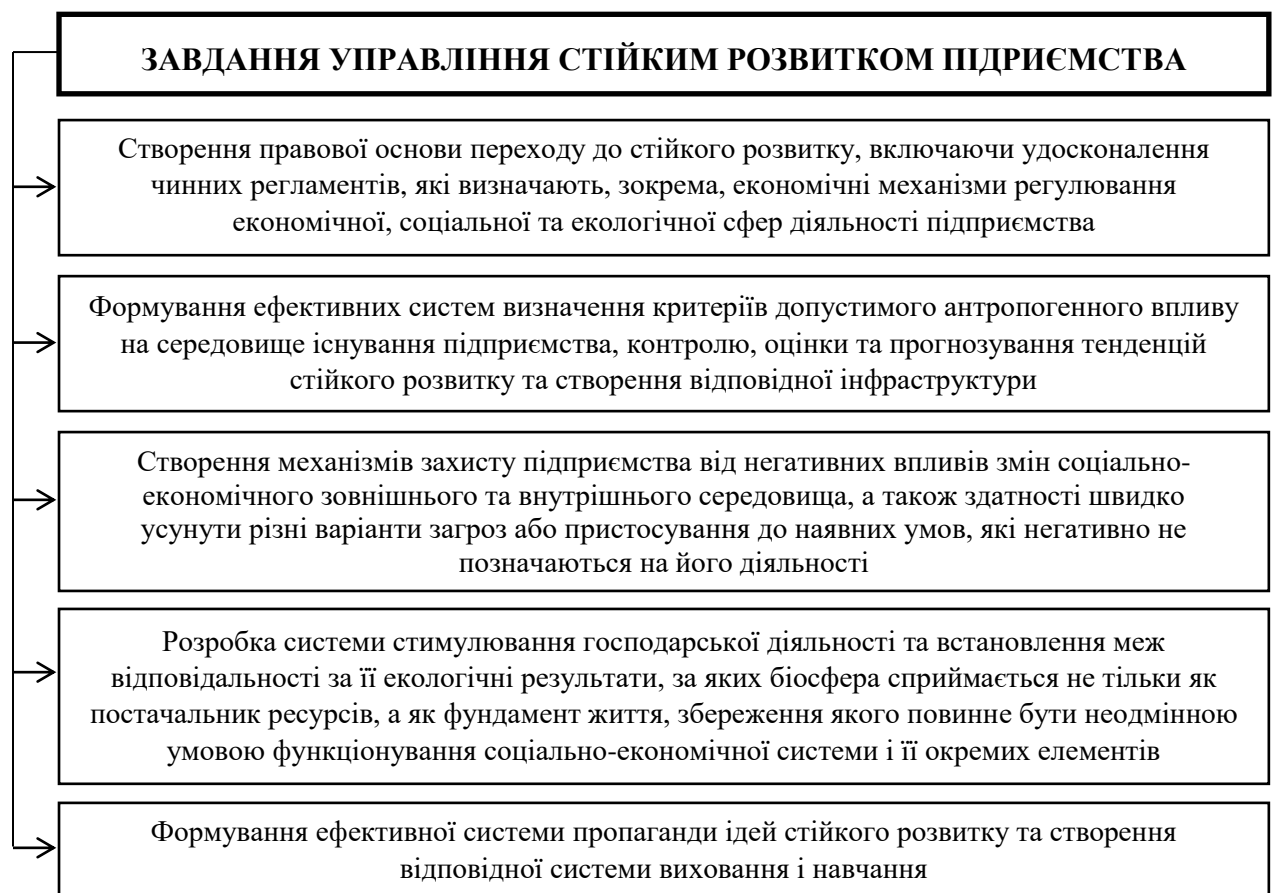 ЗАВДАННЯ УПРАВЛІННЯ СТІЙКИМ РОЗВИТКОМ ПІДРИЄМСТВА
Створення правової основи переходу до стійкого розвитку, включаючи удосконалення
чинних регламентів, які визначають, зокрема, економічні механізми регулювання
економічної, соціальної та екологічної сфер діяльності підприємства
Формування ефективних систем визначення критеріїв допустимого антропогенного впливу
на середовище існування підприємства, контролю, оцінки та прогнозування тенденцій
стійкого розвитку та створення відповідної інфраструктури
Створення механізмів захисту підприємства від негативних впливів змін соціально-
економічного зовнішнього та внутрішнього середовища, а також здатності швидко
усунути різні варіанти загроз або пристосування до наявних умов, які негативно не
позначаються на його діяльності
Розробка системи стимулювання господарської діяльності та встановлення меж
відповідальності за її екологічні результати, за яких біосфера сприймається не тільки як
постачальник ресурсів, а як фундамент життя, збереження якого повинне бути неодмінною
умовою функціонування соціально-економічної системи і її окремих елементів
Формування ефективної системи пропаганди ідей стійкого розвитку та створення
відповідної системи виховання і навчання